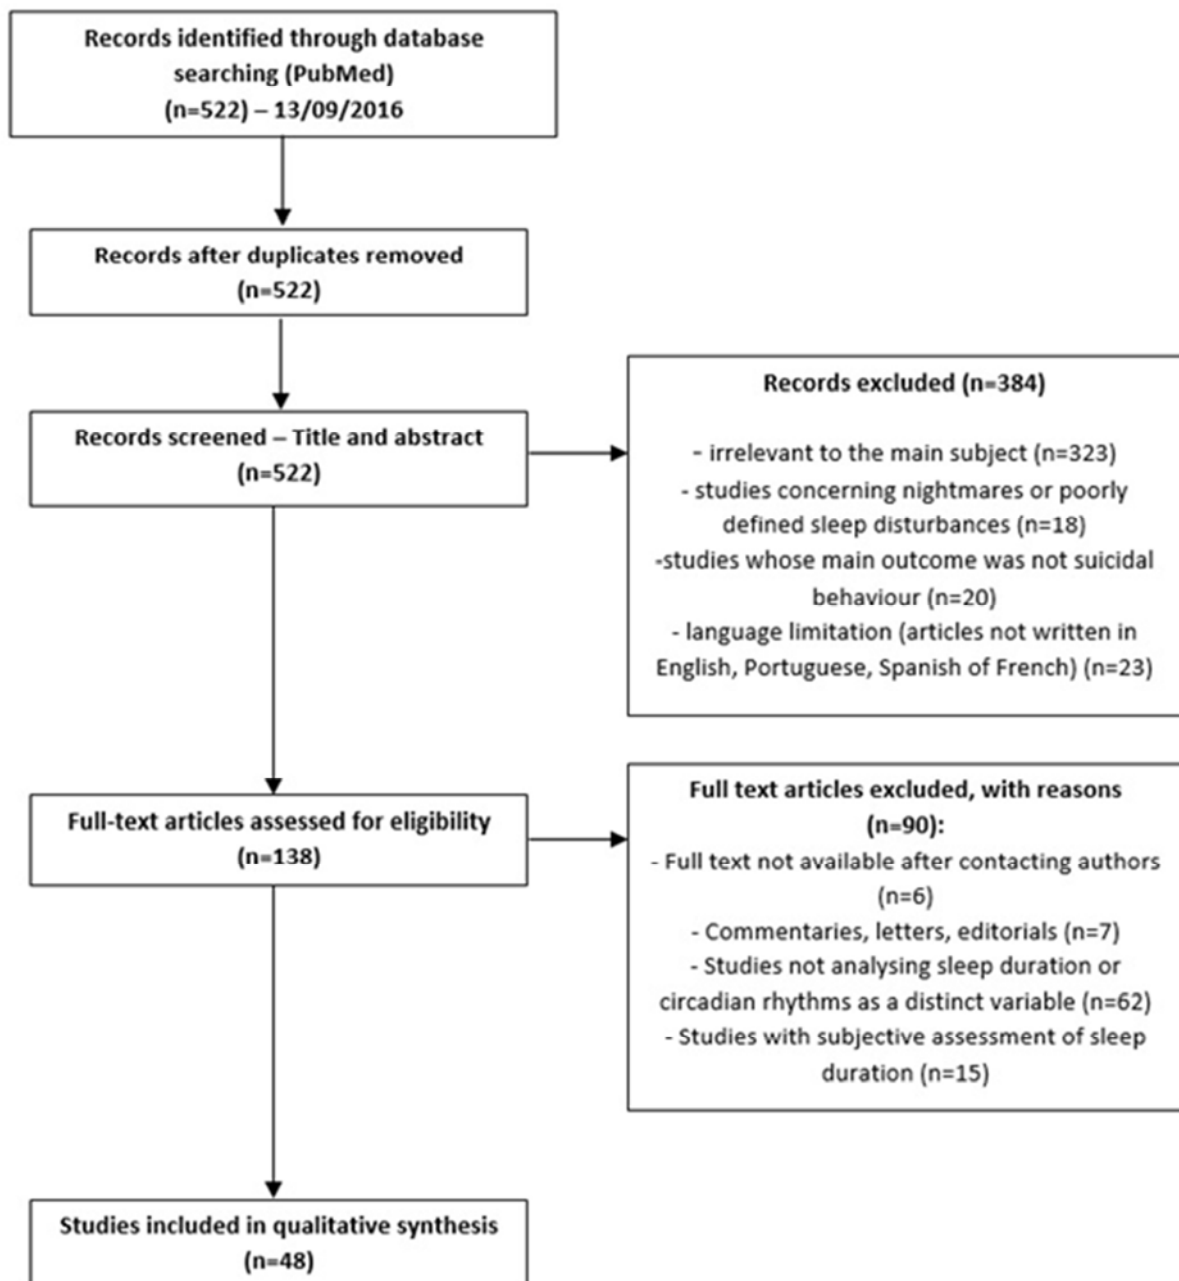 Records identified through database
searching (PubMed)
(n=522) – 13/09/2016
Records after duplicates removed
(n=522)
Records screened – Title and abstract
(n=522)
Records excluded (n=384)
- irrelevant to the main subject (n=323)
- studies concerning nightmares or poorly
defined sleep disturbances (n=18)
-studies whose main outcome was not suicidal
behaviour (n=20)
- language limitation (articles not written in
English, Portuguese, Spanish of French) (n=23)
Full-text articles assessed for eligibility
(n=138)
Full text articles excluded, with reasons
(n=90):
- Full text not available after contacting authors
(n=6)
- Commentaries, letters, editorials (n=7)
- Studies not analysing sleep duration or
circadian rhythms as a distinct variable (n=62)
- Studies with subjective assessment of sleep
duration (n=15)
Studies included in qualitative synthesis
(n=48)